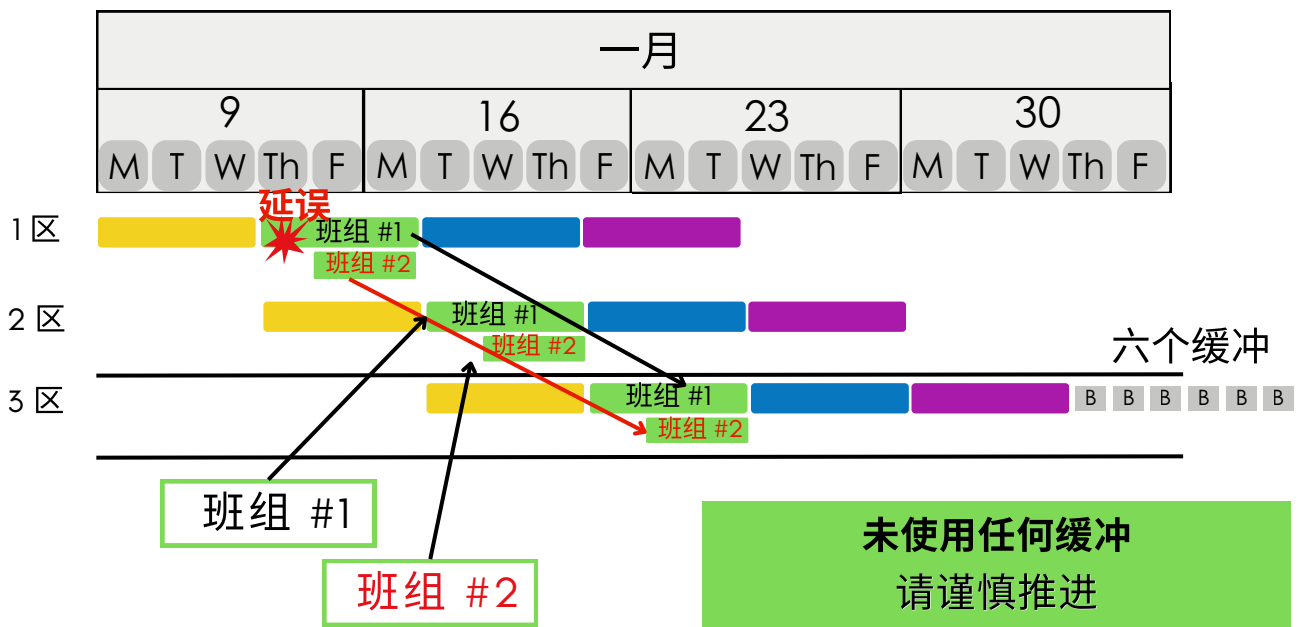 一月
9 16 23 30
M T W Th F M T W Th F M T W Th F M T W Th F
延误
1 区 班组 #1
班组 #2
2 区 班组 #1
班组 #2
六个缓冲
3 区 班组 #1 B B B B B B
班组 #2
班组 #1
班组 #2
未使用任何缓冲
请谨慎推进